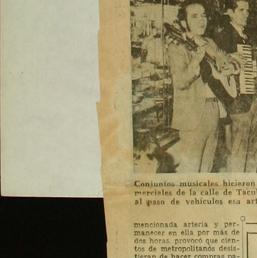 Conjuntos musicales hicieron
merciales de la calle de Tacu
al paso de vehículos esa art
mencionada arteria y per-
manecer en ella por más de
dos horas, provocó que cien-
tos de metropolitanos desis-
tieran de hacer compras na-